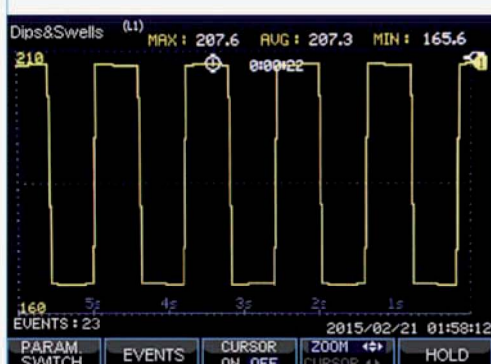 Dips&Swells (L1) MAX: 207.6 AVG: 207.3 MIN: 165.6
210 0:00:22 1
160 5s 4s 3s 2s 1s
EVENTS:23 2015/02/21 01:58:12
PARAM. SWITCH EVENTS CURSOR ON OFF ZOOM CURSOR HOLD